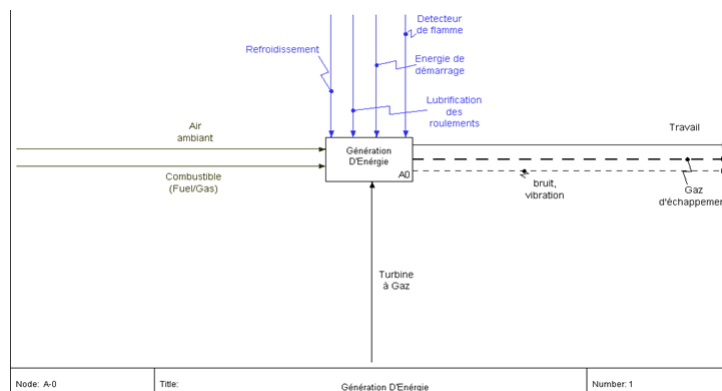 Detecteur
de flamme
Refroidissement
Energie de
démarrage
Lubrification
des
roulements
Air
ambiant
Travail
Génération
D'Energie
A0
Combustible
(Fuel/Gas)
bruit,
vibration
Gaz
d'échappement
Turbine
à Gaz
Node: A-0
Title:
Génération D'Energie
Number: 1